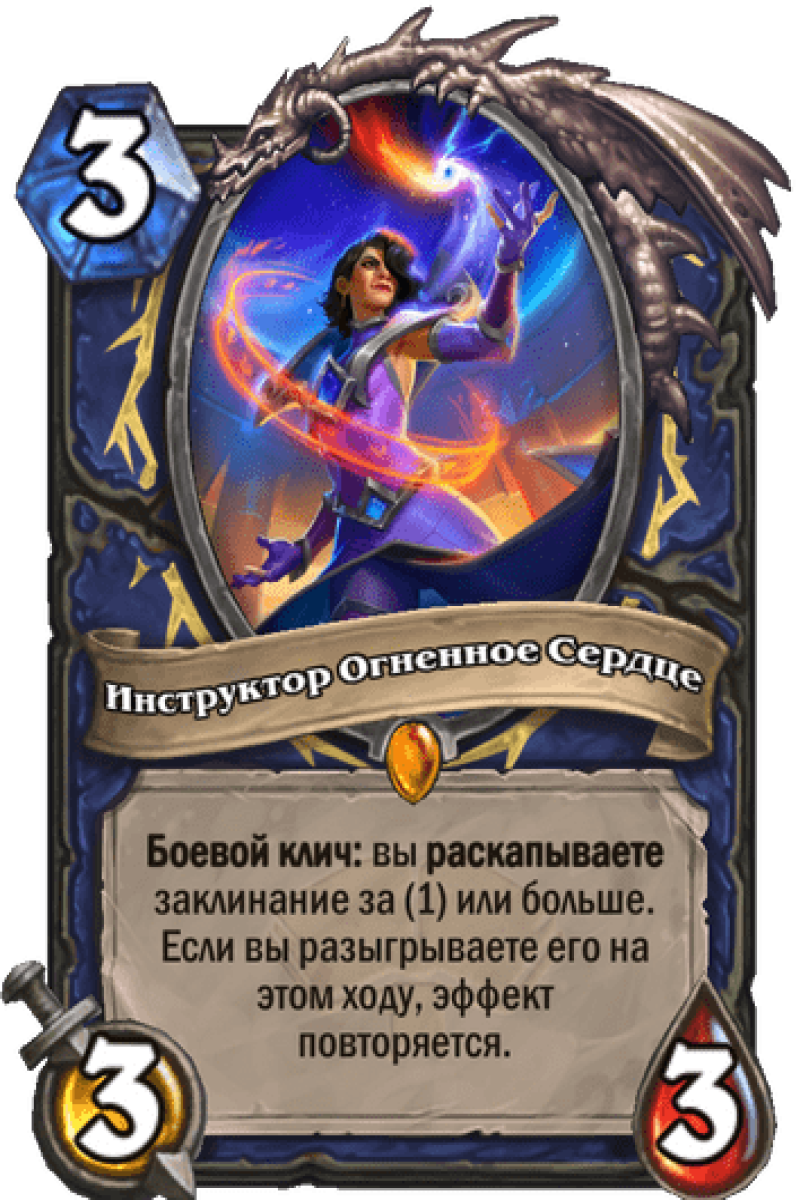 3
Инструктор Огненное Сердце
Боевой клич: вы раскапываете
заклинание за (1) или больше.
Если вы разыгрываете его на
этом ходу, эффект
повторяется.
3
3